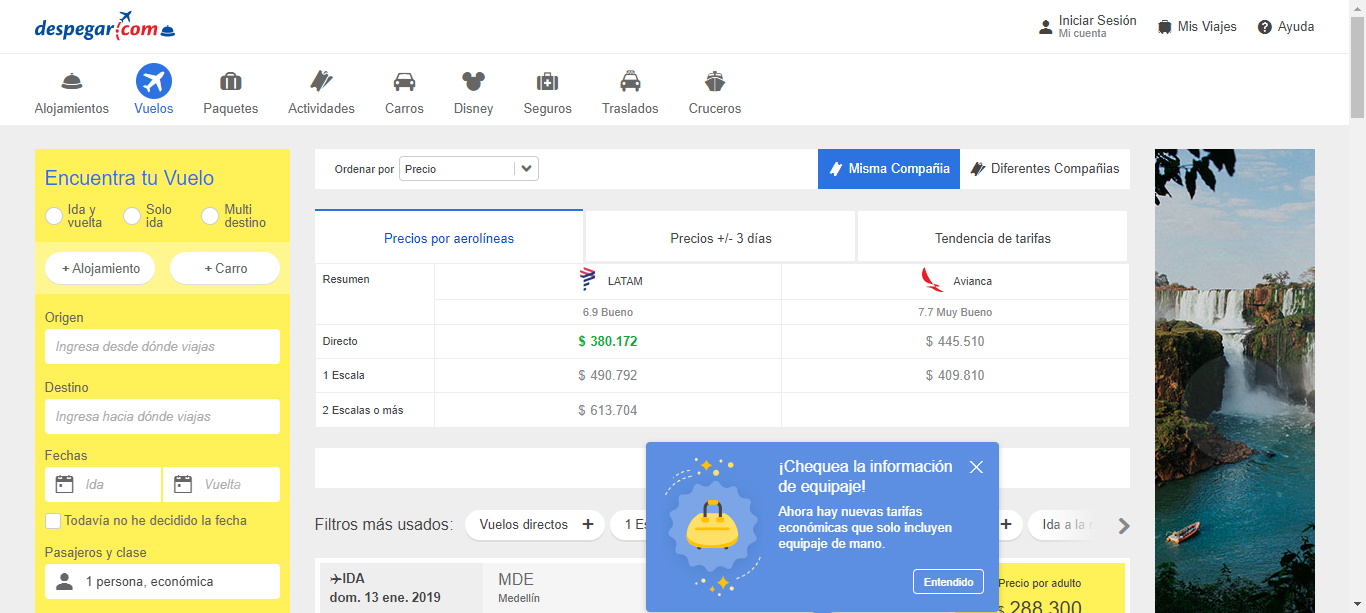 despegar.com
Iniciar Sesión
Mi cuenta
Mis Viajes
Ayuda
Alojamientos
Vuelos
Paquetes
Actividades
Carros
Disney
Seguros
Traslados
Cruceros
Encuentra tu Vuelo
Ida y
vuelta
Solo
ida
Multi
destino
+ Alojamiento
+ Carro
Origen
Ingresa desde dónde viajas
Destino
Ingresa hacia dónde viajas
Fechas
Ida
Vuelta
Todavía no he decidido la fecha
Pasajeros y clase
1 persona, económica
Ordenar por
Precio
Misma Compañia
Diferentes Compañias
Precios por aerolíneas
Precios +/- 3 días
Tendencia de tarifas
Resumen
LATAM
Avianca
6.9 Bueno
7.7 Muy Bueno
Directo
$ 380.172
$ 445.510
1 Escala
$ 490.792
$ 409.810
2 Escalas o más
$ 613.704
¡Chequea la información
de equipaje!
Ahora hay nuevas tarifas
económicas que solo incluyen
equipaje de mano.
Entendido
Filtros más usados:
Vuelos directos +
1
+
Ida a la
IDA
dom. 13 ene. 2019
MDE
Medellín
Precio por adulto
$ 288.300